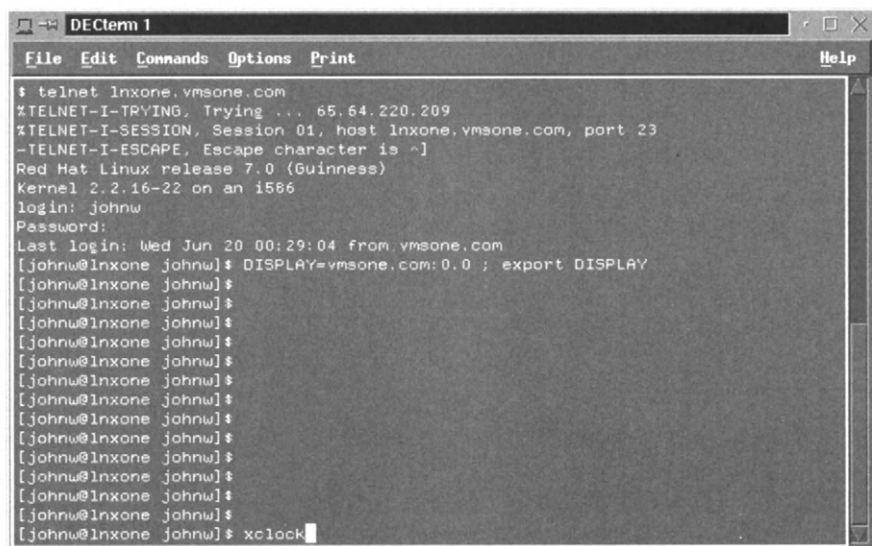 DECterm 1
File Edit Commands Options Print Help
$ telnet lnxone.vmsone.com
%TELNET-I-TRYING, Trying ... 65.64.220.209
%TELNET-I-SESSION, Session 01, host lnxone.vmsone.com, port 23
-TELNET-I-ESCAPE, Escape character is ^]
Red Hat Linux release 7.0 (Guinness)
Kernel 2.2.16-22 on an i586
login: johnw
Password:
Last login: Wed Jun 20 00:29:04 from vmsone.com
[johnw@lnxone johnw]$ DISPLAY=vmsone.com:0.0 ; export DISPLAY
[johnw@lnxone johnw]$
[johnw@lnxone johnw]$
[johnw@lnxone johnw]$
[johnw@lnxone johnw]$
[johnw@lnxone johnw]$
[johnw@lnxone johnw]$
[johnw@lnxone johnw]$
[johnw@lnxone johnw]$
[johnw@lnxone johnw]$
[johnw@lnxone johnw]$
[johnw@lnxone johnw]$
[johnw@lnxone johnw]$
[johnw@lnxone johnw]$
[johnw@lnxone johnw]$ xclock